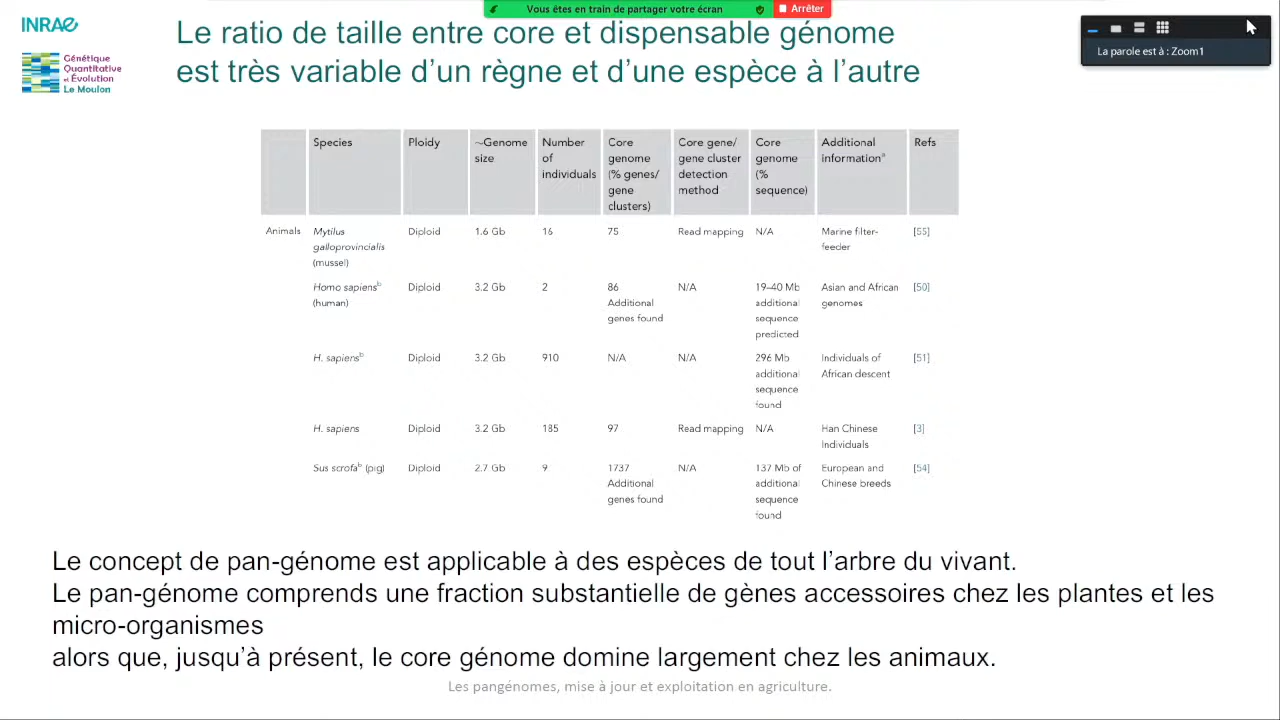 Vous êtes en train de partager votre écran
Arrêter
INRAE
Génétique
Quantitative
et Évolution
Le Moulon
Le ratio de taille entre core et dispensable génome
est très variable d'un règne et d'une espèce à l'autre
La parole est à : Zoom1
Species Ploidy ~Genome size Number of individuals Core genome (% genes/ gene clusters) Core gene/ gene cluster detection method Core genome (% sequence) Additional informationᵃ Refs
Animals Mytilus galloprovincialis (mussel) Diploid 1.6 Gb 16 75 Read mapping N/A Marine filter-feeder [55]
Homo sapiensᵇ (human) Diploid 3.2 Gb 2 86 Additional genes found N/A 19–40 Mb additional sequence predicted Asian and African genomes [50]
H. sapiensᵇ Diploid 3.2 Gb 910 N/A N/A 296 Mb additional sequence found Individuals of African descent [51]
H. sapiens Diploid 3.2 Gb 185 97 Read mapping N/A Han Chinese Individuals [3]
Sus scrofaᵇ (pig) Diploid 2.7 Gb 9 1737 Additional genes found N/A 137 Mb of additional sequence found European and Chinese breeds [54]
Le concept de pan-génome est applicable à des espèces de tout l'arbre du vivant.
Le pan-génome comprends une fraction substantielle de gènes accessoires chez les plantes et les
micro-organismes
alors que, jusqu'à présent, le core génome domine largement chez les animaux.
Les pangénomes, mise à jour et exploitation en agriculture.